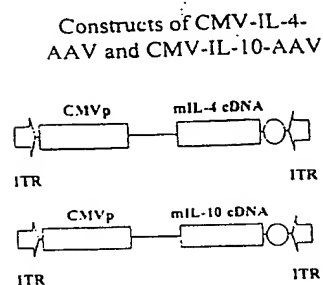 Constructs of CMV-IL-4-
AAV and CMV-IL-10-AAV
CMVp mIL-4 cDNA
ITR ITR
CMVp mIL-10 cDNA
ITR ITR